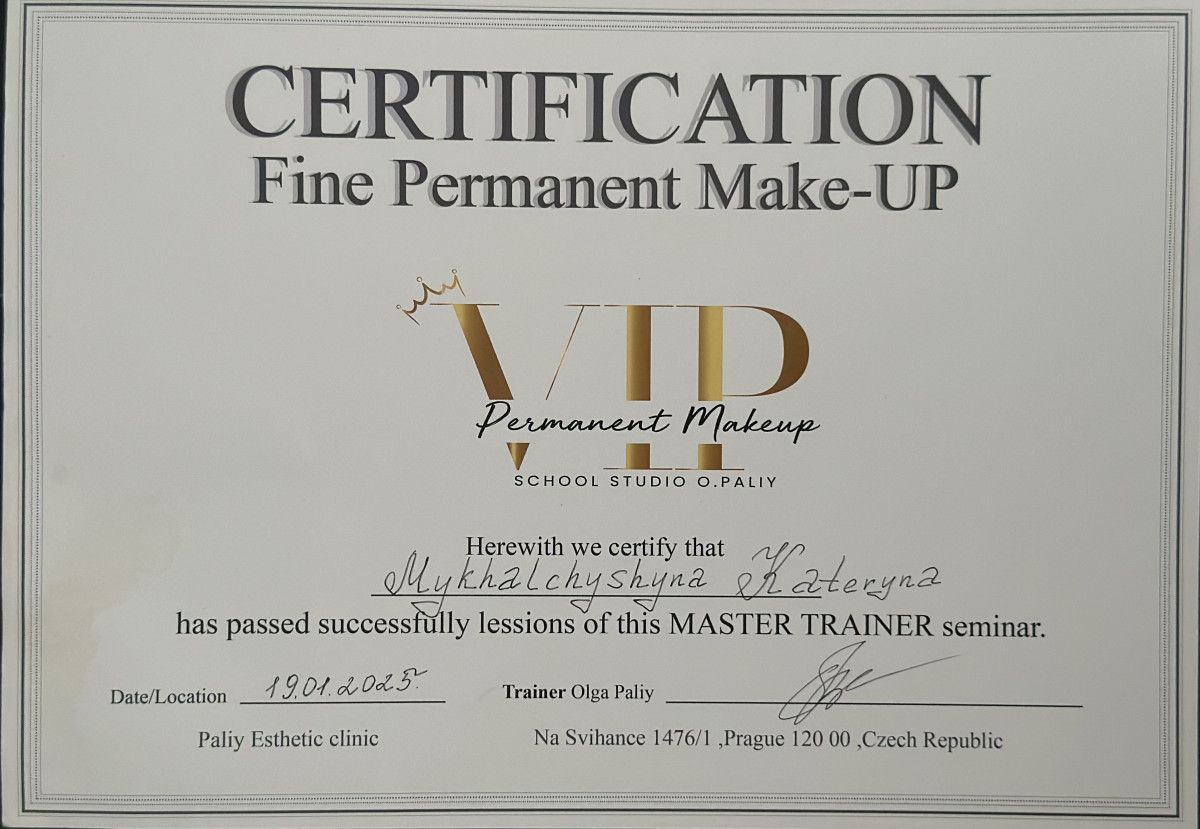 CERTIFICATION
Fine Permanent Make-UP
VIP
Permanent Makeup
SCHOOL STUDIO O.PALIY
Herewith we certify that
Mykhalchyshyna Kateryna
has passed successfully lessions of this MASTER TRAINER seminar.
Date/Location 19.01.2025. Trainer Olga Paliy
Paliy Esthetic clinic Na Svihance 1476/1 ,Prague 120 00 ,Czech Republic